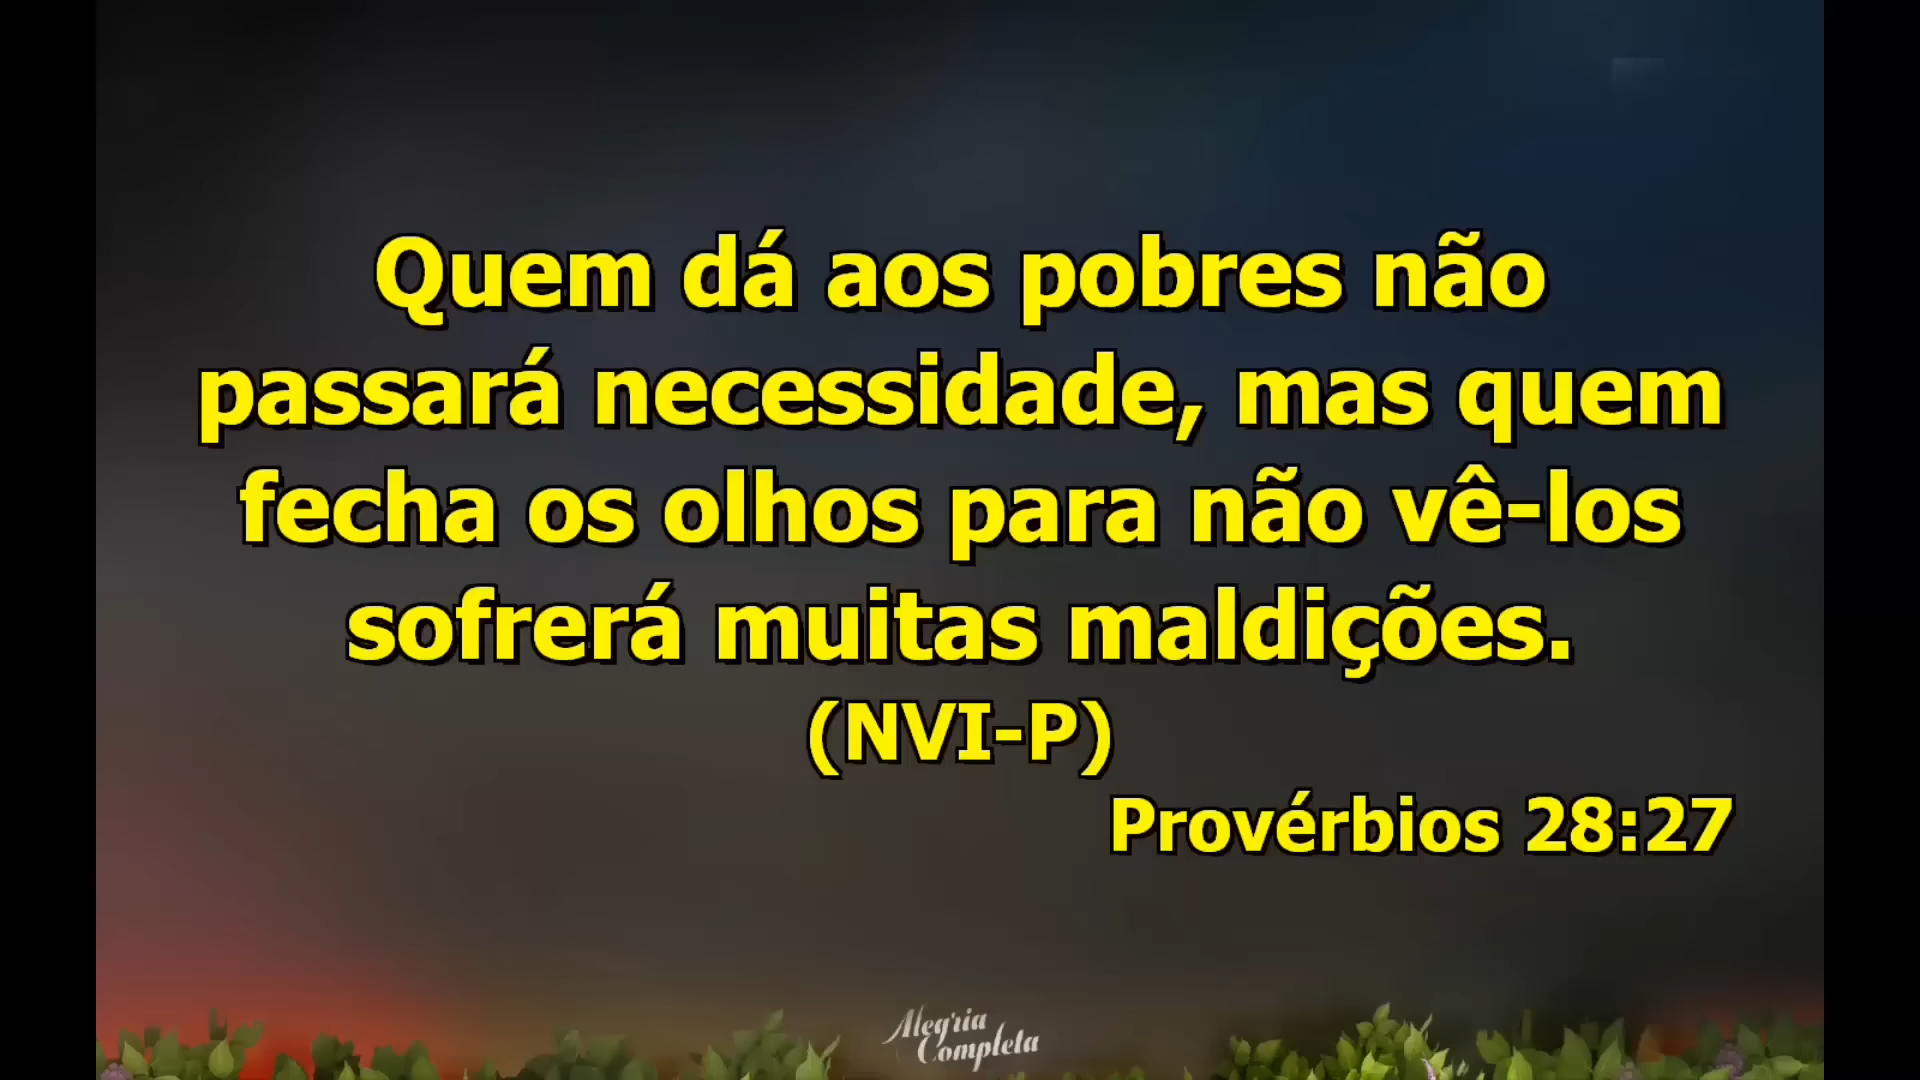 Quem dá aos pobres não
passará necessidade, mas quem
fecha os olhos para não vê-los
sofrerá muitas maldições.
(NVI-P)
Provérbios 28:27
Alegria
Completa